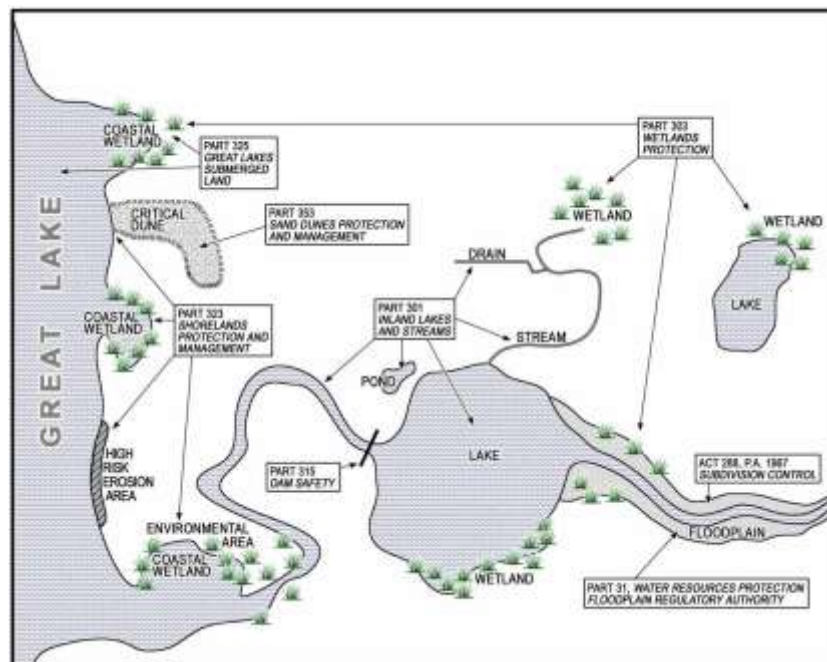 COASTAL
WETLAND
PART 325
GREAT LAKES
SUBMERGED
LAND
PART 303
WETLANDS
PROTECTION
CRITICAL
DUNE
PART 353
SAND DUNES PROTECTION
AND MANAGEMENT
WETLAND
WETLAND
DRAIN
GREAT LAKE
COASTAL
WETLAND
PART 323
SHORELANDS
PROTECTION AND
MANAGEMENT
PART 301
INLAND LAKES
AND STREAMS
LAKE
STREAM
POND
HIGH
RISK
EROSION
AREA
PART 315
DAM SAFETY
LAKE
ACT 288, P.A. 1967
SUBDIVISION CONTROL
FLOODPLAIN
ENVIRONMENTAL
AREA
COASTAL
WETLAND
WETLAND
PART 31, WATER RESOURCES PROTECTION
FLOODPLAIN REGULATORY AUTHORITY